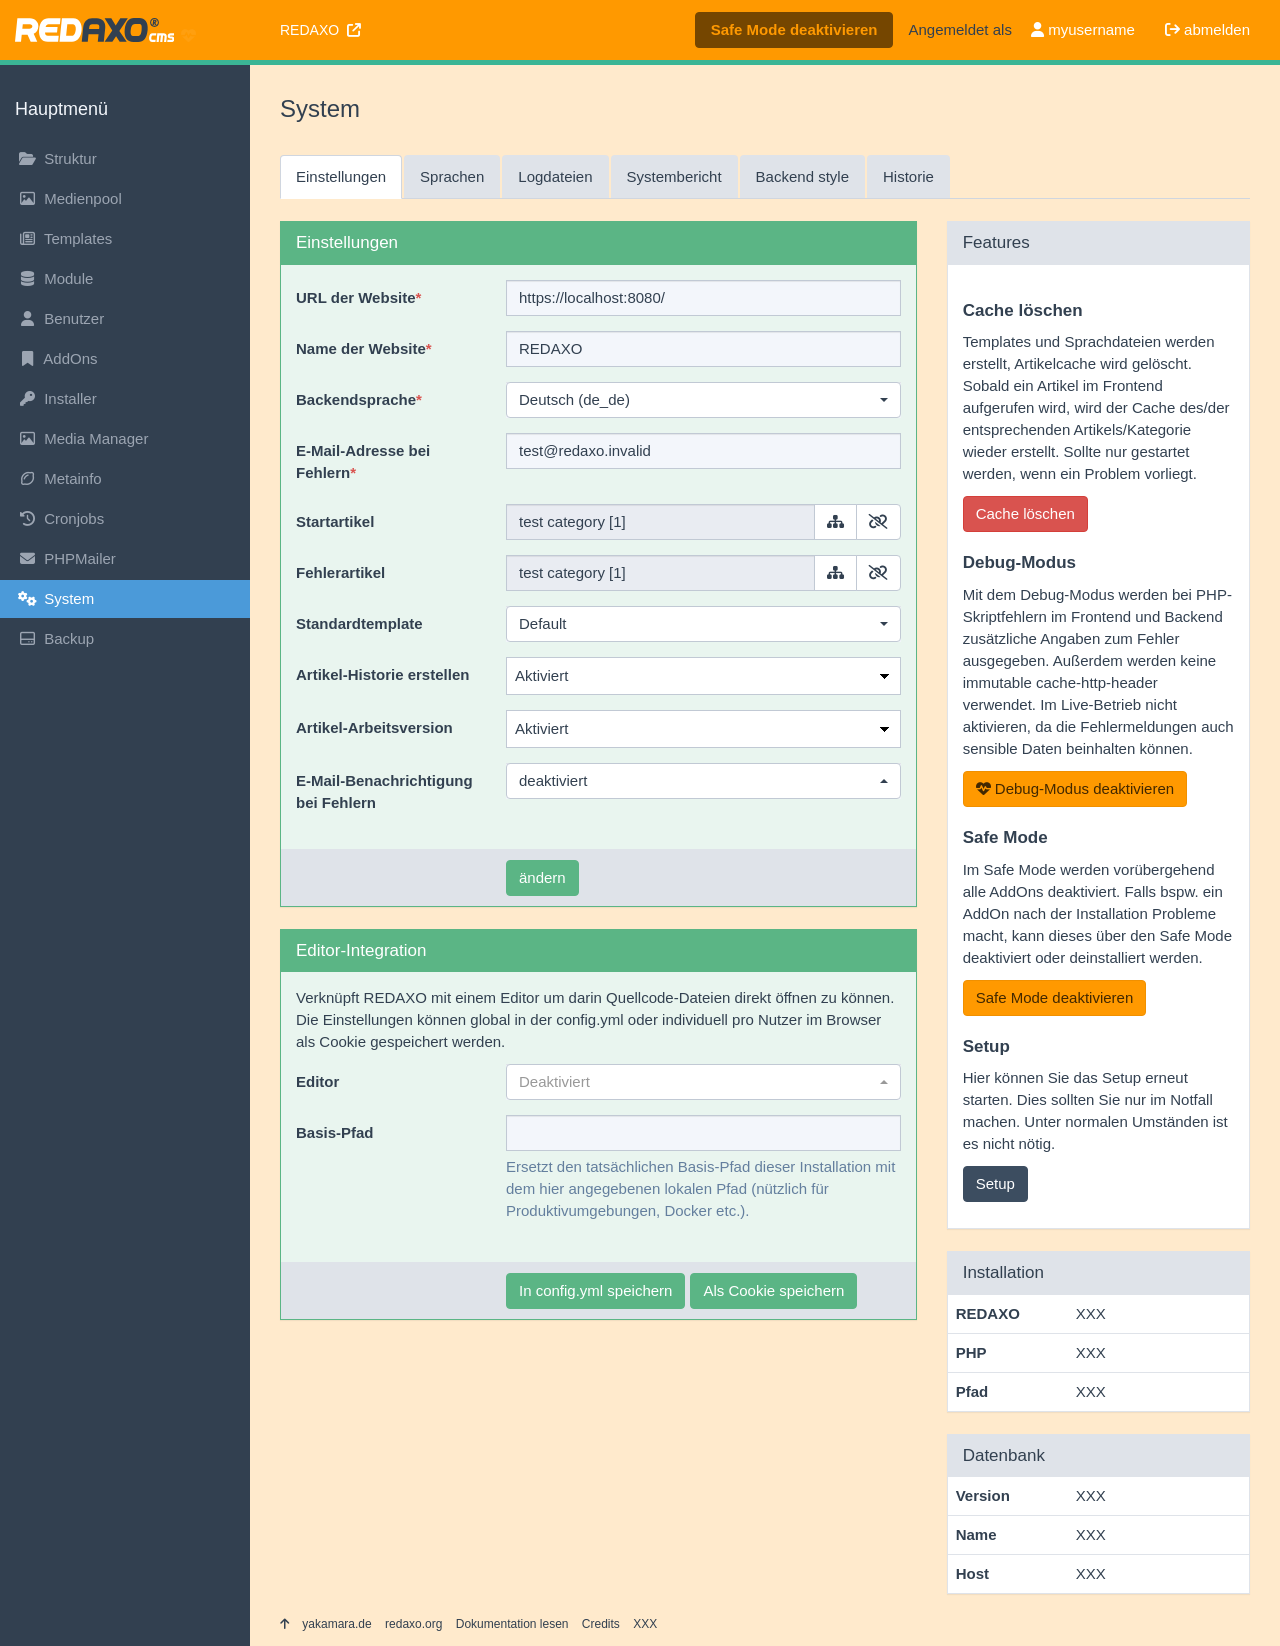 REDAXO® cms
REDAXO
Safe Mode deaktivieren
Angemeldet als
myusername
abmelden
Hauptmenü
Struktur
Medienpool
Templates
Module
Benutzer
AddOns
Installer
Media Manager
Metainfo
Cronjobs
PHPMailer
System
Backup
System
Einstellungen
Sprachen
Logdateien
Systembericht
Backend style
Historie
Einstellungen
URL der Website*
https://localhost:8080/
Name der Website*
REDAXO
Backendsprache*
Deutsch (de_de)
E-Mail-Adresse bei
Fehlern*
test@redaxo.invalid
Startartikel
test category [1]
Fehlerartikel
test category [1]
Standardtemplate
Default
Artikel-Historie erstellen
Aktiviert
Artikel-Arbeitsversion
Aktiviert
E-Mail-Benachrichtigung
bei Fehlern
deaktiviert
ändern
Editor-Integration
Verknüpft REDAXO mit einem Editor um darin Quellcode-Dateien direkt öffnen zu können.
Die Einstellungen können global in der config.yml oder individuell pro Nutzer im Browser
als Cookie gespeichert werden.
Editor
Deaktiviert
Basis-Pfad
Ersetzt den tatsächlichen Basis-Pfad dieser Installation mit
dem hier angegebenen lokalen Pfad (nützlich für
Produktivumgebungen, Docker etc.).
In config.yml speichern
Als Cookie speichern
Features
Cache löschen
Templates und Sprachdateien werden
erstellt, Artikelcache wird gelöscht.
Sobald ein Artikel im Frontend
aufgerufen wird, wird der Cache des/der
entsprechenden Artikels/Kategorie
wieder erstellt. Sollte nur gestartet
werden, wenn ein Problem vorliegt.
Cache löschen
Debug-Modus
Mit dem Debug-Modus werden bei PHP-
Skriptfehlern im Frontend und Backend
zusätzliche Angaben zum Fehler
ausgegeben. Außerdem werden keine
immutable cache-http-header
verwendet. Im Live-Betrieb nicht
aktivieren, da die Fehlermeldungen auch
sensible Daten beinhalten können.
Debug-Modus deaktivieren
Safe Mode
Im Safe Mode werden vorübergehend
alle AddOns deaktiviert. Falls bspw. ein
AddOn nach der Installation Probleme
macht, kann dieses über den Safe Mode
deaktiviert oder deinstalliert werden.
Safe Mode deaktivieren
Setup
Hier können Sie das Setup erneut
starten. Dies sollten Sie nur im Notfall
machen. Unter normalen Umständen ist
es nicht nötig.
Setup
Installation
REDAXO XXX
PHP XXX
Pfad XXX
Datenbank
Version XXX
Name XXX
Host XXX
yakamara.de
redaxo.org
Dokumentation lesen
Credits
XXX